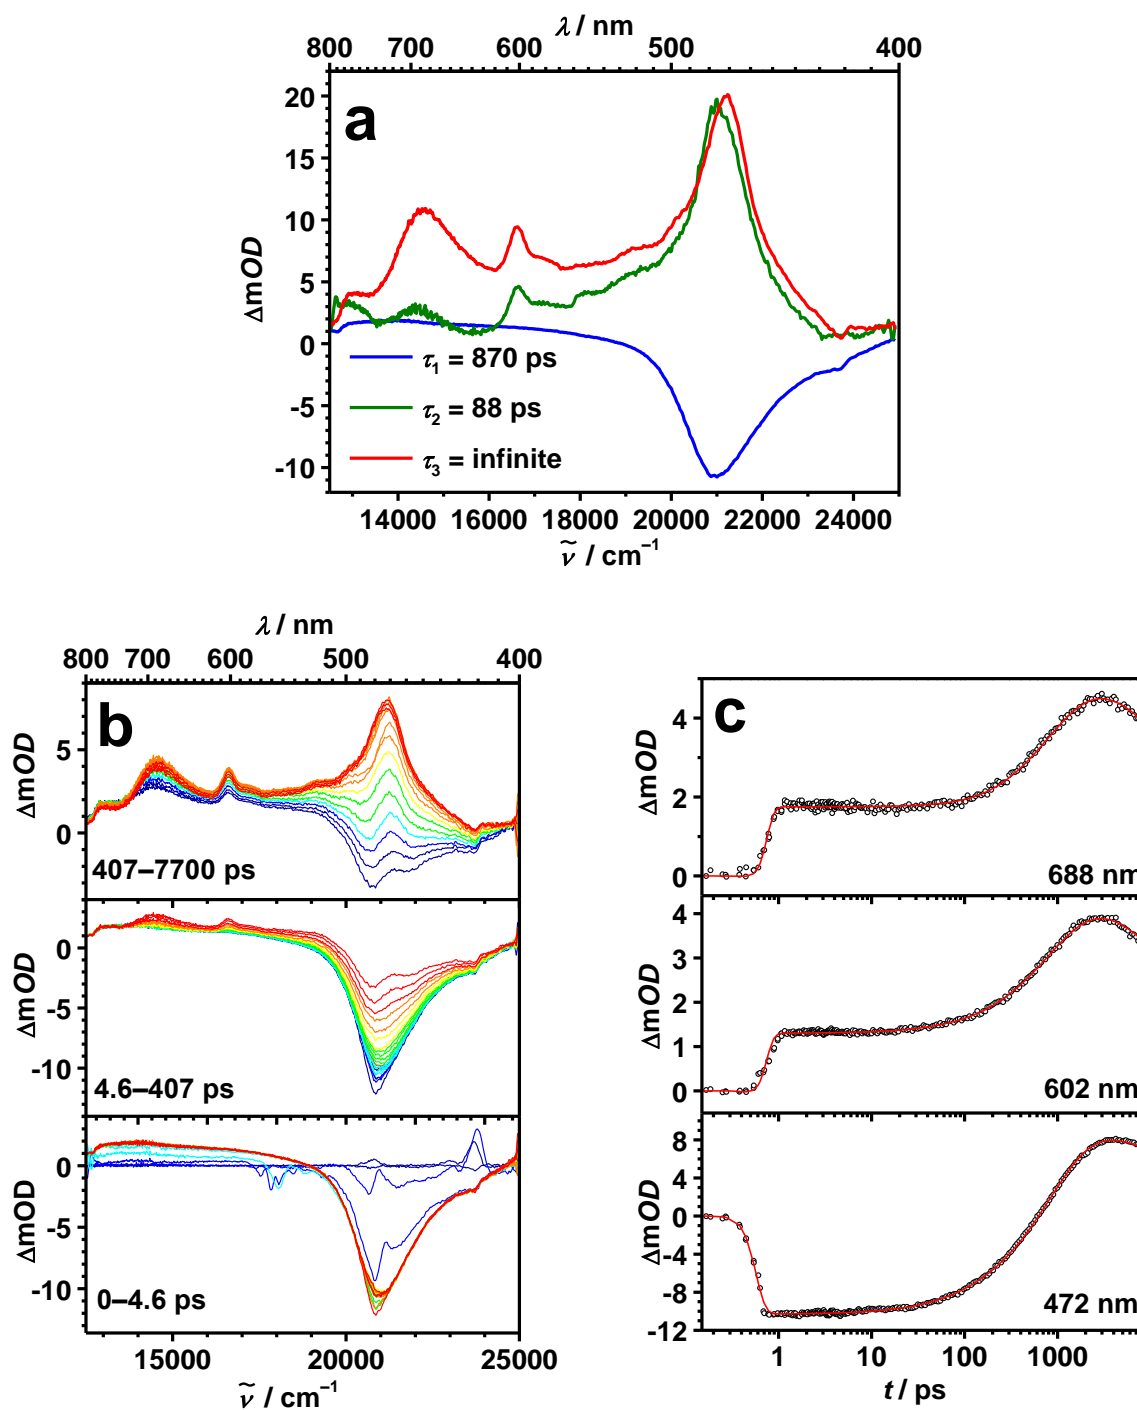 λ / nm
800 700 600 500 400
a
20
15
10
5
0
-5
-10
ΔmOD
τ1 = 870 ps
τ2 = 88 ps
τ3 = infinite
14000 16000 18000 20000 22000 24000
ν̃ / cm⁻¹
λ / nm
800 700 600 500 400
b
5
0
ΔmOD
407–7700 ps
0
-5
-10
ΔmOD
4.6–407 ps
0
-5
-10
ΔmOD
0–4.6 ps
15000 20000 25000
ν̃ / cm⁻¹
c
4
2
0
ΔmOD
688 nm
4
3
2
1
0
ΔmOD
602 nm
8
4
0
-4
-8
-12
ΔmOD
472 nm
1 10 100 1000
t / ps